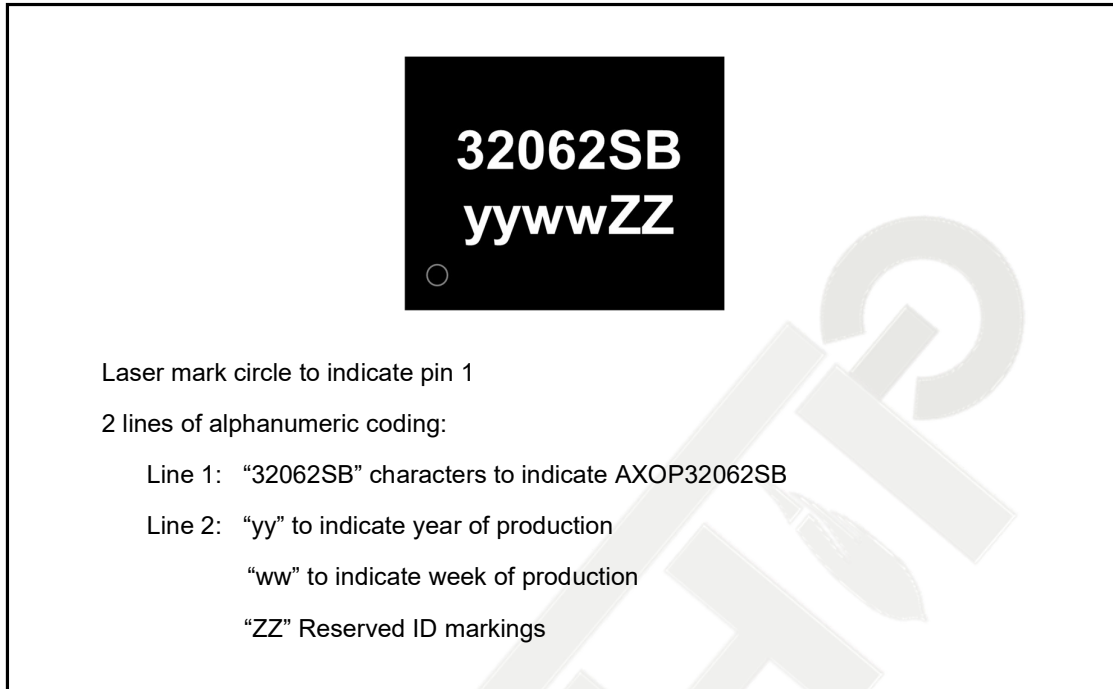 32062SB
yywwZZ
Laser mark circle to indicate pin 1
2 lines of alphanumeric coding:
Line 1: “32062SB” characters to indicate AXOP32062SB
Line 2: “yy” to indicate year of production
“ww” to indicate week of production
“ZZ” Reserved ID markings